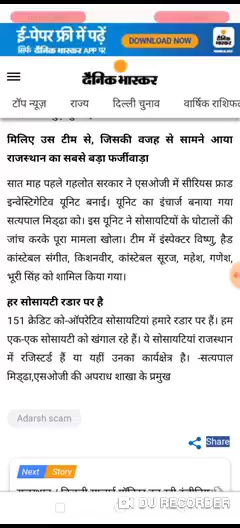 ई-पेपर फ्री में पढ़ें
सिर्फ दैनिक भास्कर APP पर
DOWNLOAD NOW
दैनिक भास्कर
टॉप न्यूज़ राज्य दिल्ली चुनाव वार्षिक राशिफ
मिलिए उस टीम से, जिसकी वजह से सामने आया
राजस्थान का सबसे बड़ा फर्जीवाड़ा
सात माह पहले गहलोत सरकार ने एसओजी में सीरियस फ्राड
इन्वेस्टिगेटिव यूनिट बनाई। यूनिट का इंचार्ज बनाया गया
सत्यपाल मिड्ढा को। इस यूनिट ने सोसायटियों के घोटालों की
जांच करके पूरा मामला खोला। टीम में इंस्पेक्टर विष्णु, हैड
कांस्टेबल संगीत, किशनवीर, कांस्टेबल सूरज, महेश, गणेश,
भूरी सिंह को शामिल किया गया।
हर सोसायटी रडार पर है
151 क्रेडिट को-ऑपरेटिव सोसायटियां हमारे रडार पर हैं। हम
एक-एक सोसायटी को खंगाल रहे हैं। ये सोसायटियां राजस्थान
में रजिस्टर्ड हैं या यहीं उनका कार्यक्षेत्र है। -सत्यपाल
मिड्ढा,एसओजी की अपराध शाखा के प्रमुख
Adarsh scam
Share
Next Story
DU RECORDER